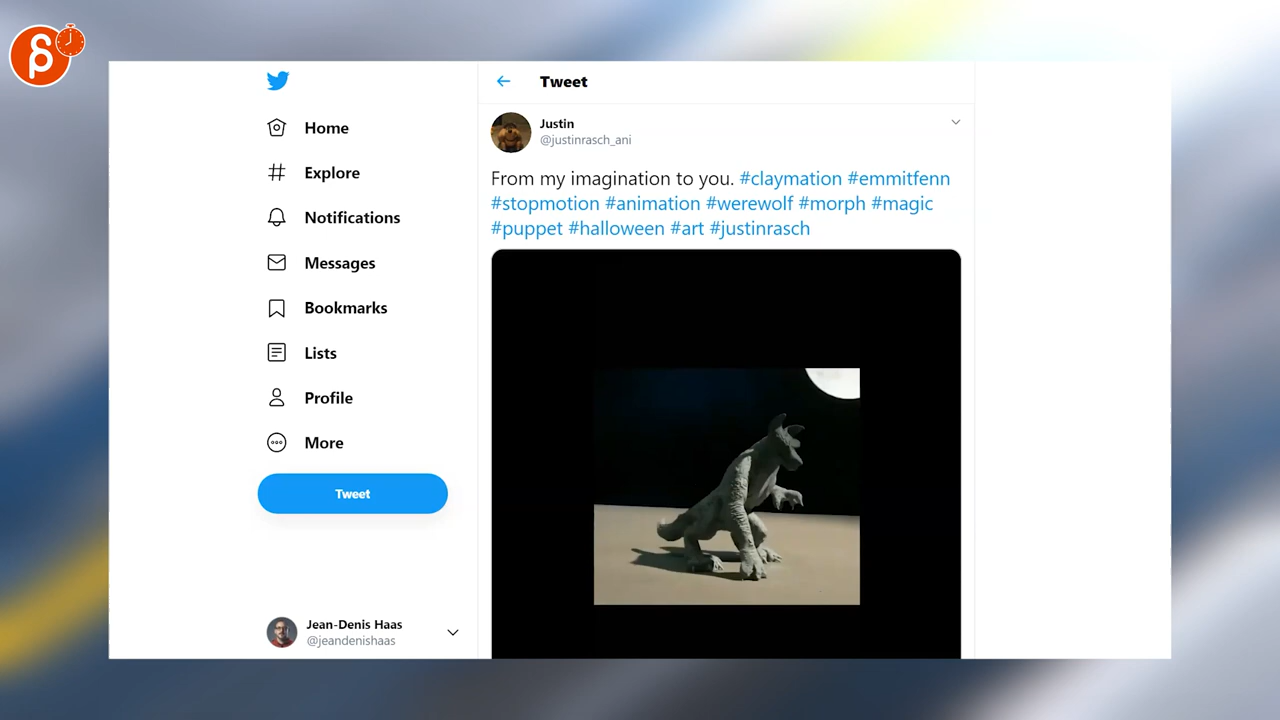 Tweet
Home
Explore
Notifications
Messages
Bookmarks
Lists
Profile
More
Tweet
Jean-Denis Haas
@jeandenishaas
Justin
@justinrasch_ani
From my imagination to you. #claymation #emmitfenn
#stopmotion #animation #werewolf #morph #magic
#puppet #halloween #art #justinrasch